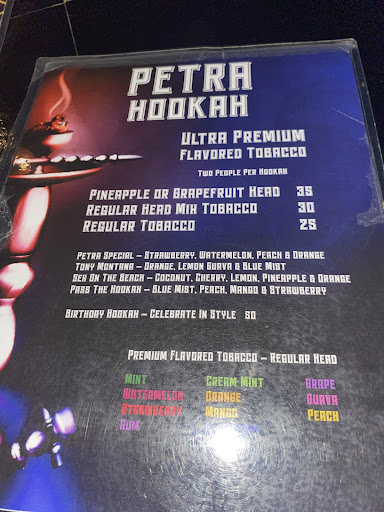 PETRA
HOOKAH
ULTRA PREMIUM
FLAVORED TOBACCO
TWO PEOPLE PER HOOKAH
PINEAPPLE OR GRAPEFRUIT HEAD 35
REGULAR HEAD MIX TOBACCO 30
REGULAR TOBACCO 25
PETRA SPECIAL – STRAWBERRY, WATERMELON, PEACH & ORANGE
TONY MONTANA – ORANGE, LEMON GUAVA & BLUE MIST
SEX ON THE BEACH – COCONUT, CHERRY, LEMON, PINEAPPLE & ORANGE
PASS THE HOOKAH – BLUE MIST, PEACH, MANGO & STRAWBERRY
BIRTHDAY HOOKAH – CELEBRATE IN STYLE 50
PREMIUM FLAVORED TOBACCO – REGULAR HEAD
MINT CREAM MINT GRAPE
WATERMELON ORANGE GUAVA
STRAWBERRY MANGO PEACH
GUM